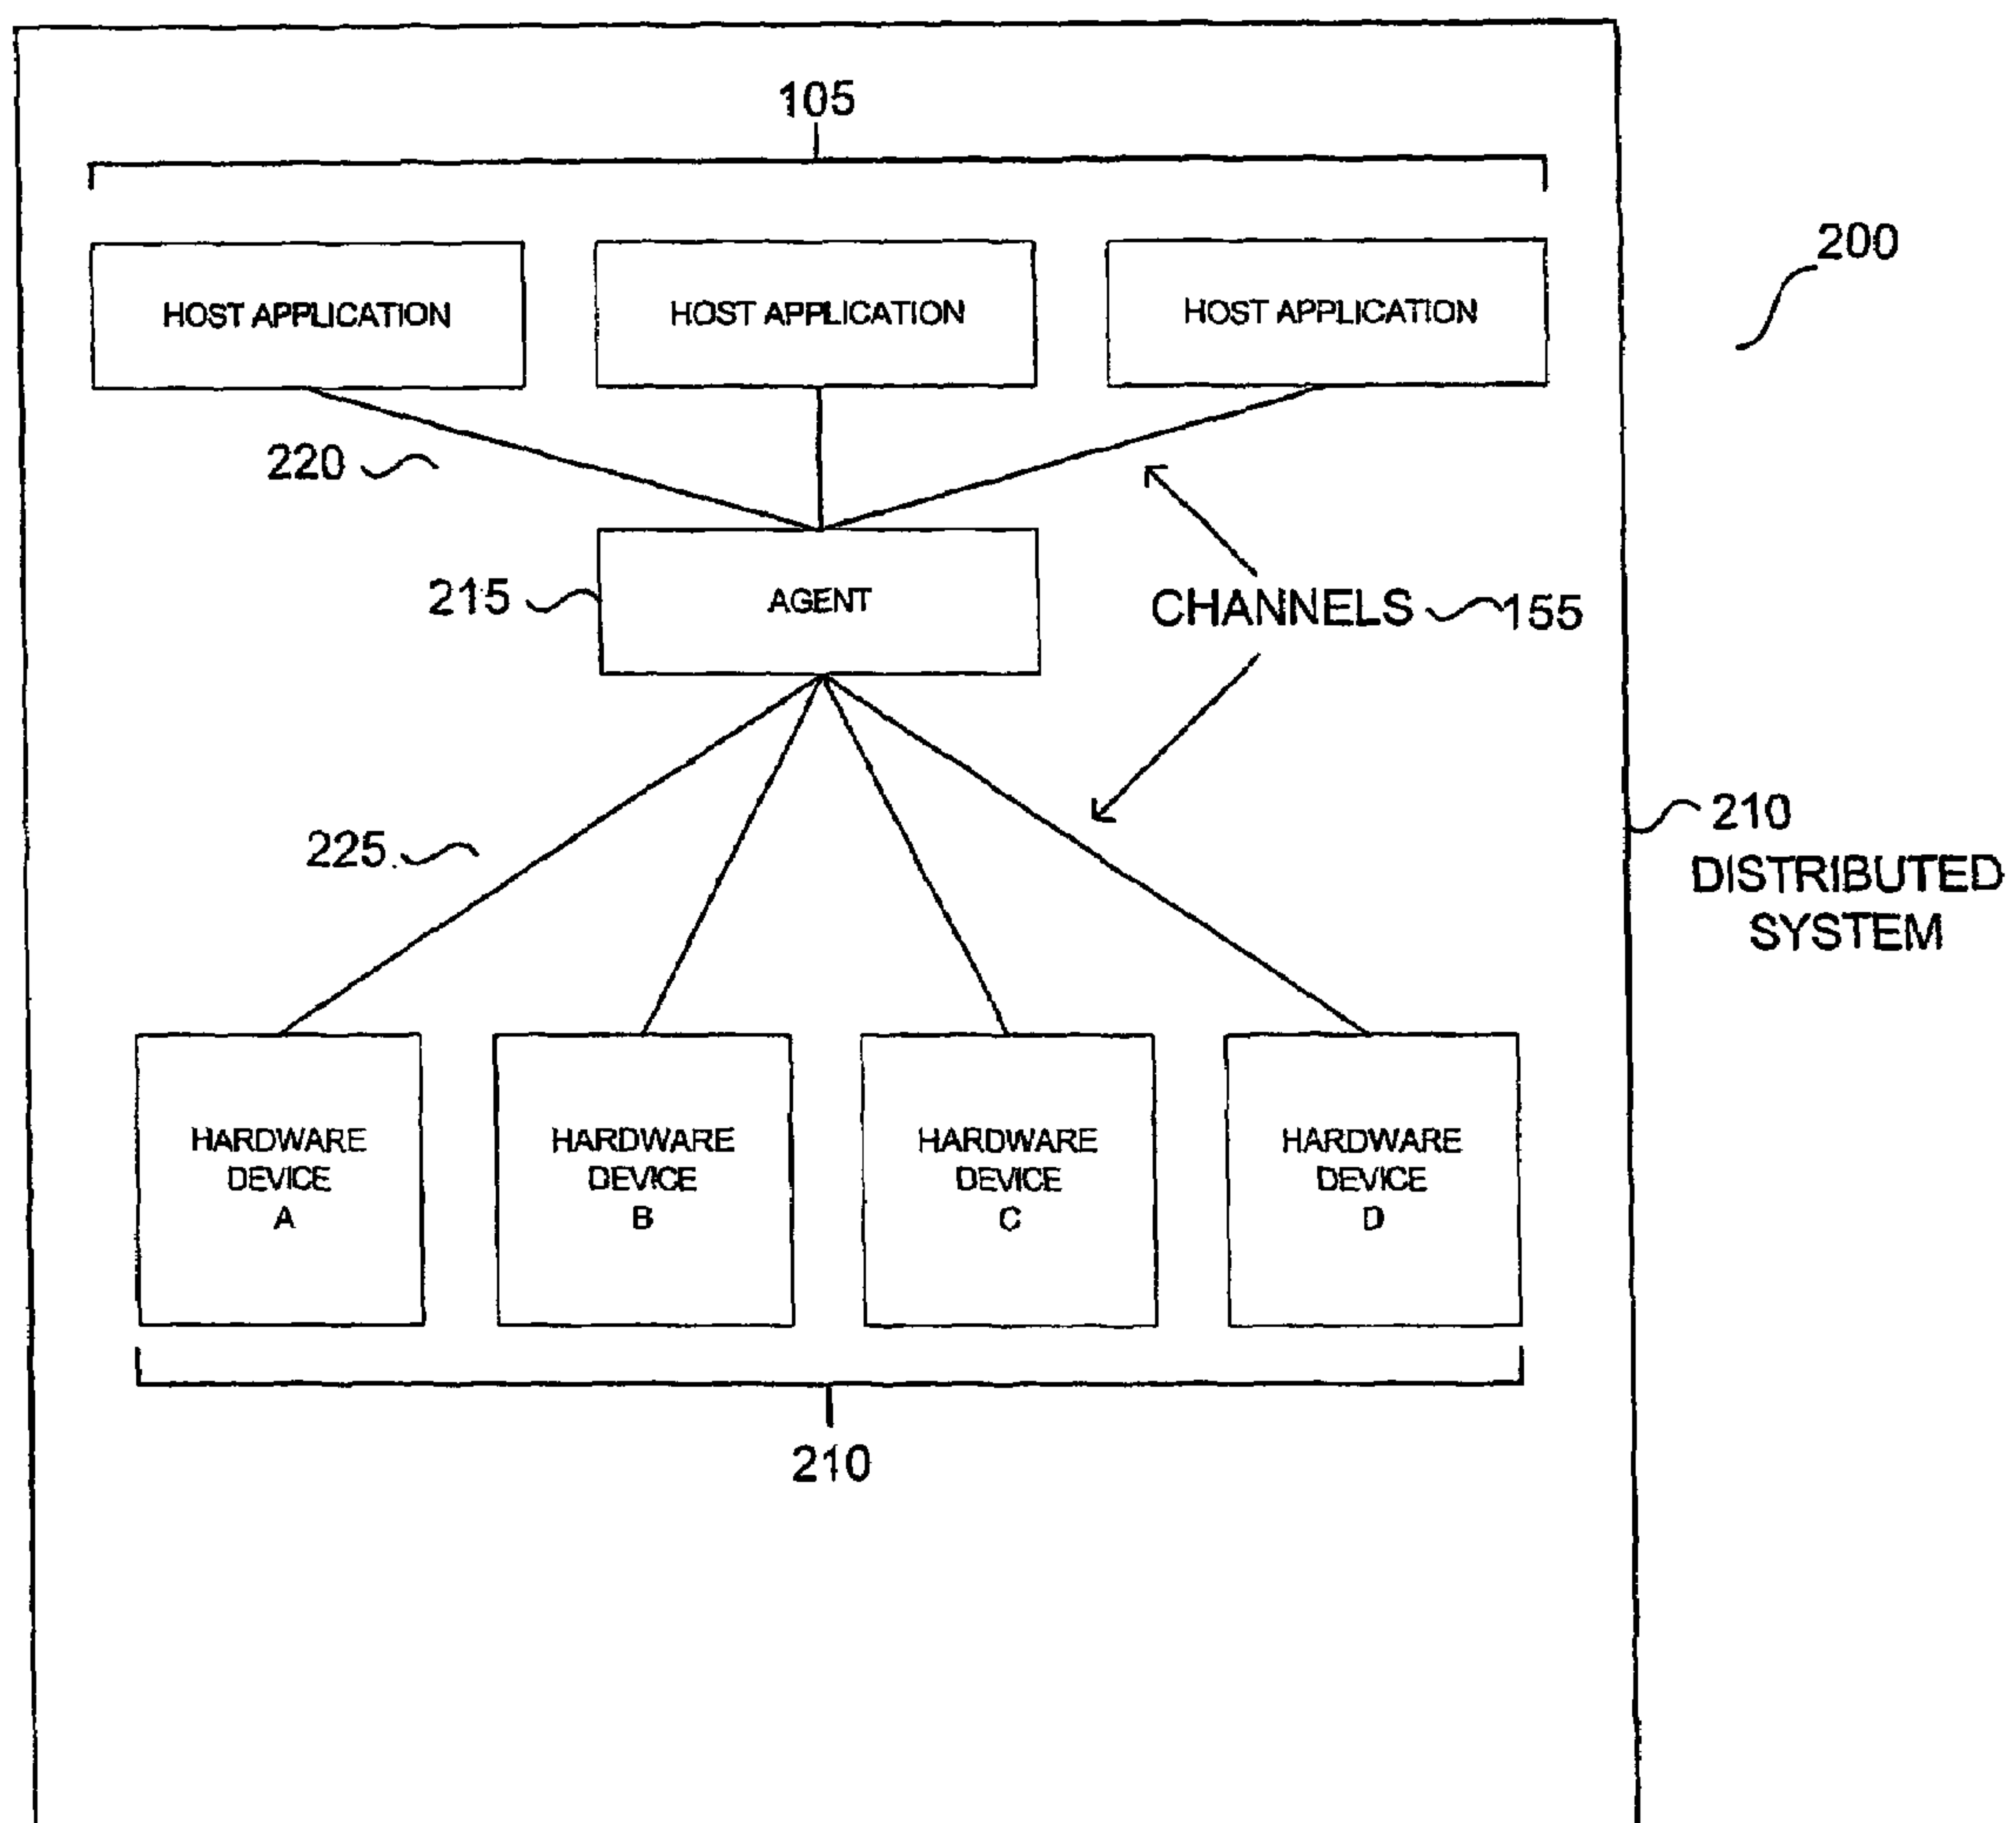 105
HOST APPLICATION
HOST APPLICATION
HOST APPLICATION
200
220
215
AGENT
CHANNELS
155
225
210
DISTRIBUTED
SYSTEM
HARDWARE
DEVICE
A
HARDWARE
DEVICE
B
HARDWARE
DEVICE
C
HARDWARE
DEVICE
D
210